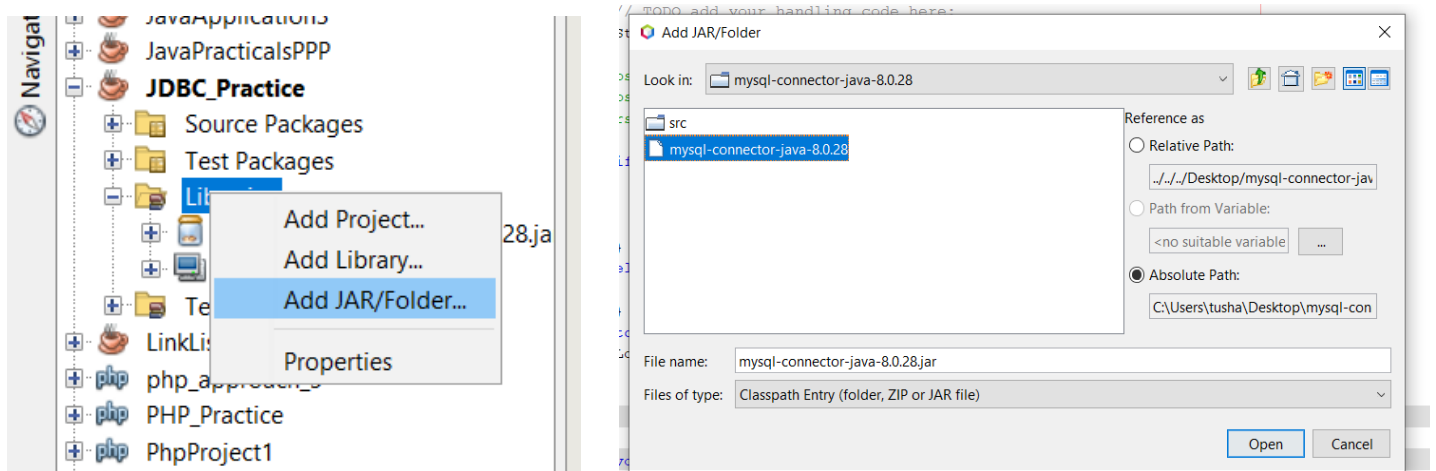 Navigat
JavaApplication3
JavaPracticalsPPP
JDBC_Practice
Source Packages
Test Packages
Add Project...
28.ja
Add Library...
Te
Add JAR/Folder...
LinkLis
Properties
php
PHP_Practice
php
PhpProject1
php
// TODO add your handling code here:
Add JAR/Folder
Look in:
mysql-connector-java-8.0.28
src
mysql-connector-java-8.0.28
Reference as
Relative Path:
../../../Desktop/mysql-connector-jav
Path from Variable:
<no suitable variable
...
Absolute Path:
C:\Users\tusha\Desktop\mysql-con
File name:
mysql-connector-java-8.0.28.jar
Files of type:
Classpath Entry (folder, ZIP or JAR file)
Open
Cancel